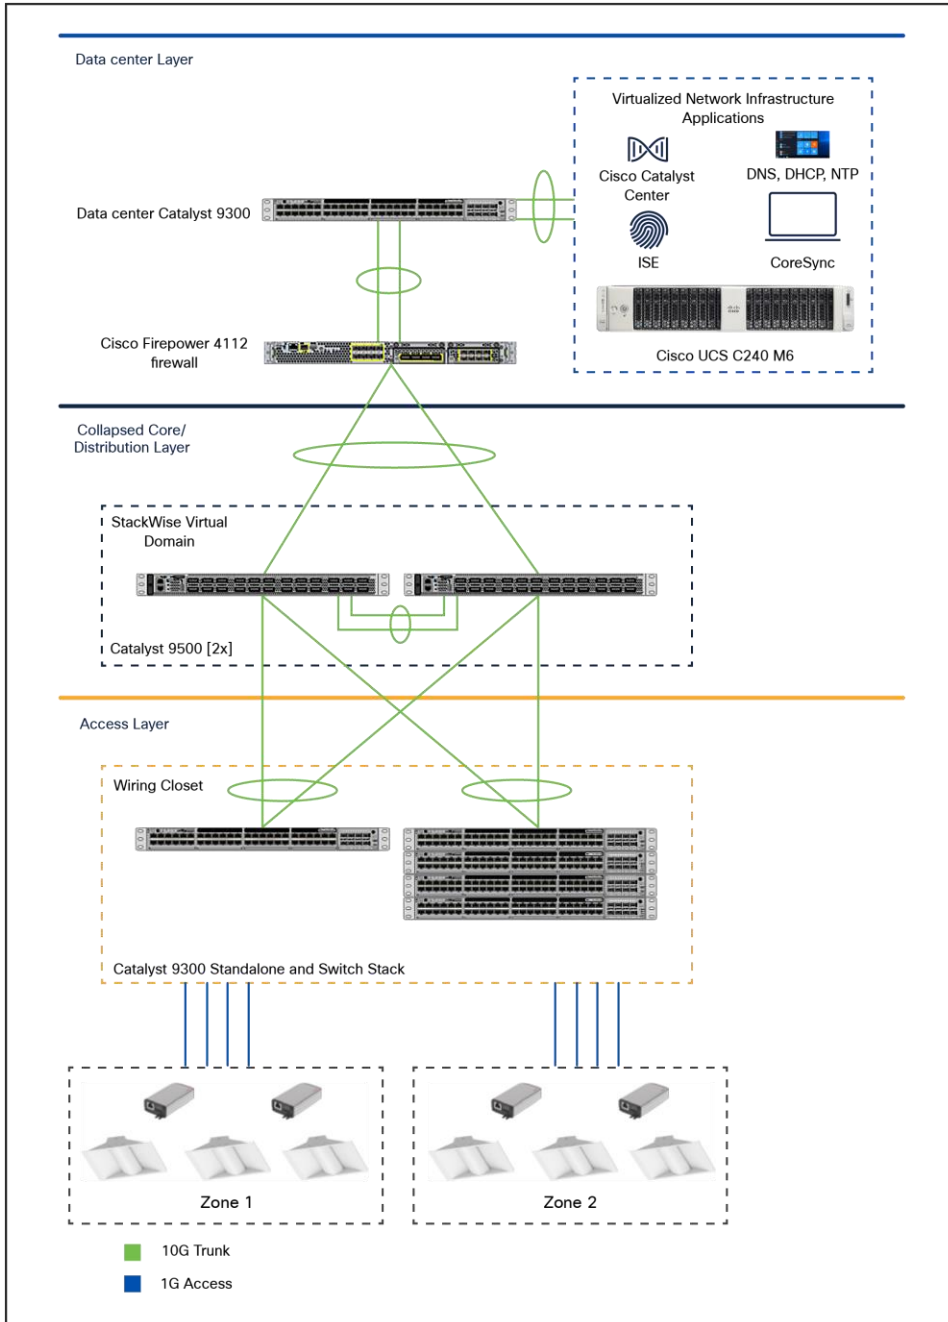 Data center Layer
Virtualized Network Infrastructure
Applications
Cisco Catalyst
Center
DNS, DHCP, NTP
Data center Catalyst 9300
ISE
CoreSync
Cisco Firepower 4112
firewall
Cisco UCS C240 M6
Collapsed Core/
Distribution Layer
StackWise Virtual
Domain
Catalyst 9500 [2x]
Access Layer
Wiring Closet
Catalyst 9300 Standalone and Switch Stack
Zone 1
Zone 2
10G Trunk
1G Access